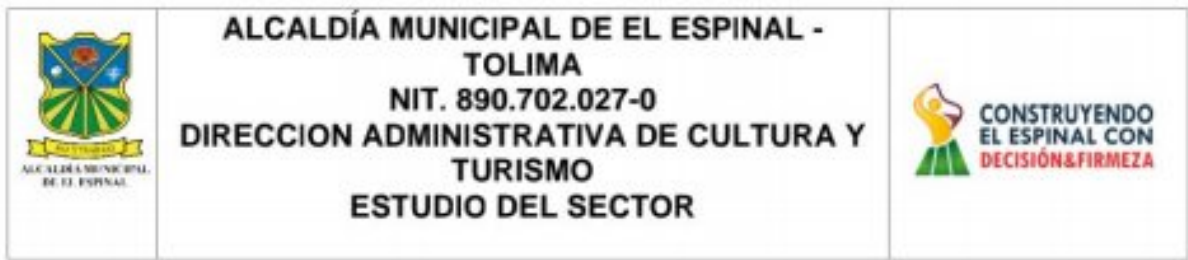 ALCALDÍA MUNICIPAL DE EL ESPINAL -
TOLIMA
NIT. 890.702.027-0
DIRECCION ADMINISTRATIVA DE CULTURA Y
TURISMO
ESTUDIO DEL SECTOR
ALCALDIA MUNICIPAL
DE EL ESPINAL
CONSTRUYENDO
EL ESPINAL CON
DECISIÓN&FIRMEZA